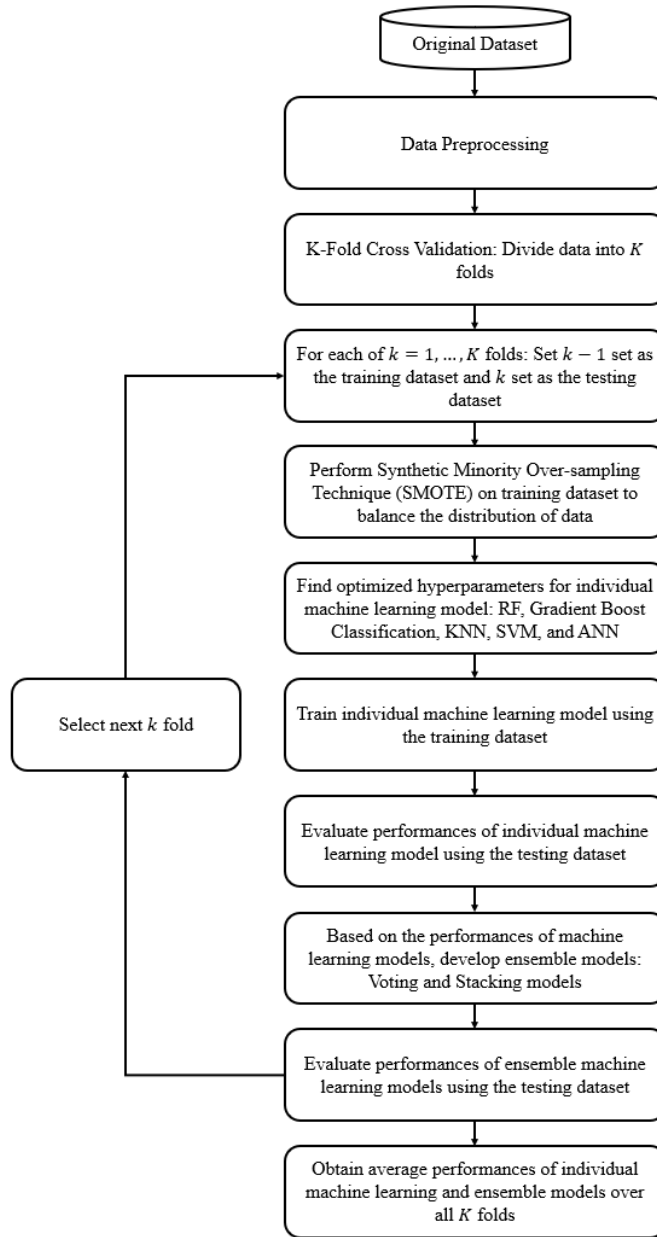 Original Dataset
Data Preprocessing
K-Fold Cross Validation: Divide data into K
folds
For each of k = 1, … , K folds: Set k − 1 set as
the training dataset and k set as the testing
dataset
Perform Synthetic Minority Over-sampling
Technique (SMOTE) on training dataset to
balance the distribution of data
Find optimized hyperparameters for individual
machine learning model: RF, Gradient Boost
Classification, KNN, SVM, and ANN
Select next k fold
Train individual machine learning model using
the training dataset
Evaluate performances of individual machine
learning model using the testing dataset
Based on the performances of machine
learning models, develop ensemble models:
Voting and Stacking models
Evaluate performances of ensemble machine
learning models using the testing dataset
Obtain average performances of individual
machine learning and ensemble models over
all K folds